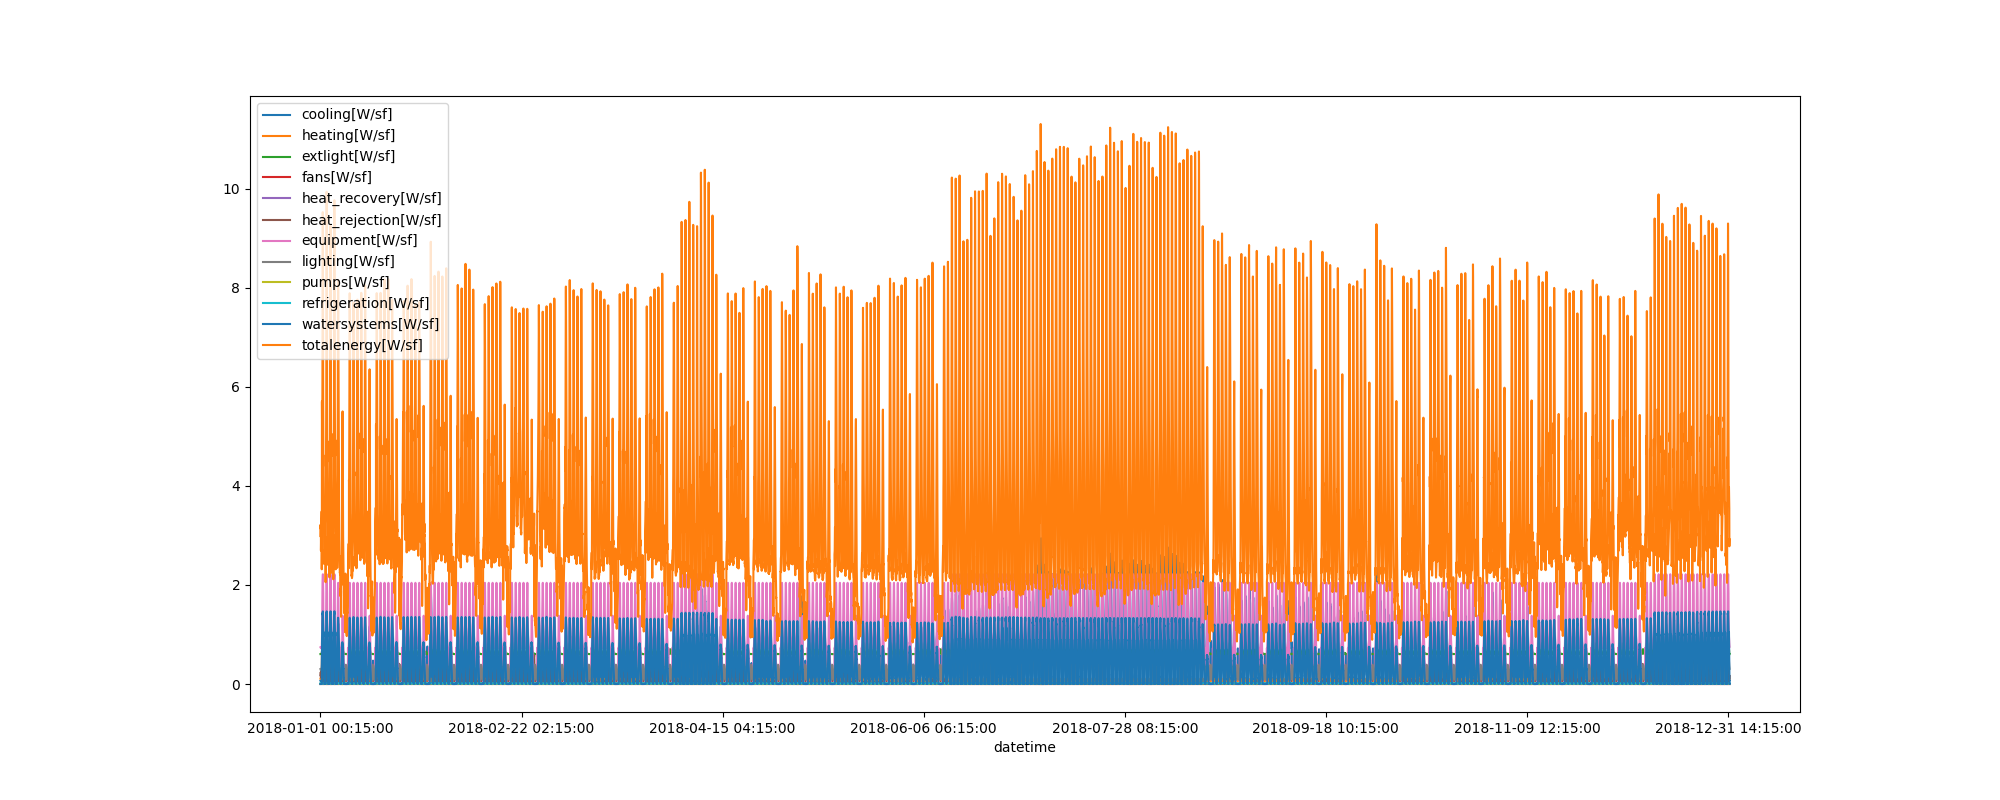 cooling[W/sf]
heating[W/sf]
extlight[W/sf]
fans[W/sf]
heat_recovery[W/sf]
heat_rejection[W/sf]
equipment[W/sf]
lighting[W/sf]
pumps[W/sf]
refrigeration[W/sf]
watersystems[W/sf]
totalenergy[W/sf]
10
8
6
4
2
0
2018-01-01 00:15:00 2018-02-22 02:15:00 2018-04-15 04:15:00 2018-06-06 06:15:00 2018-07-28 08:15:00 2018-09-18 10:15:00 2018-11-09 12:15:00 2018-12-31 14:15:00
datetime